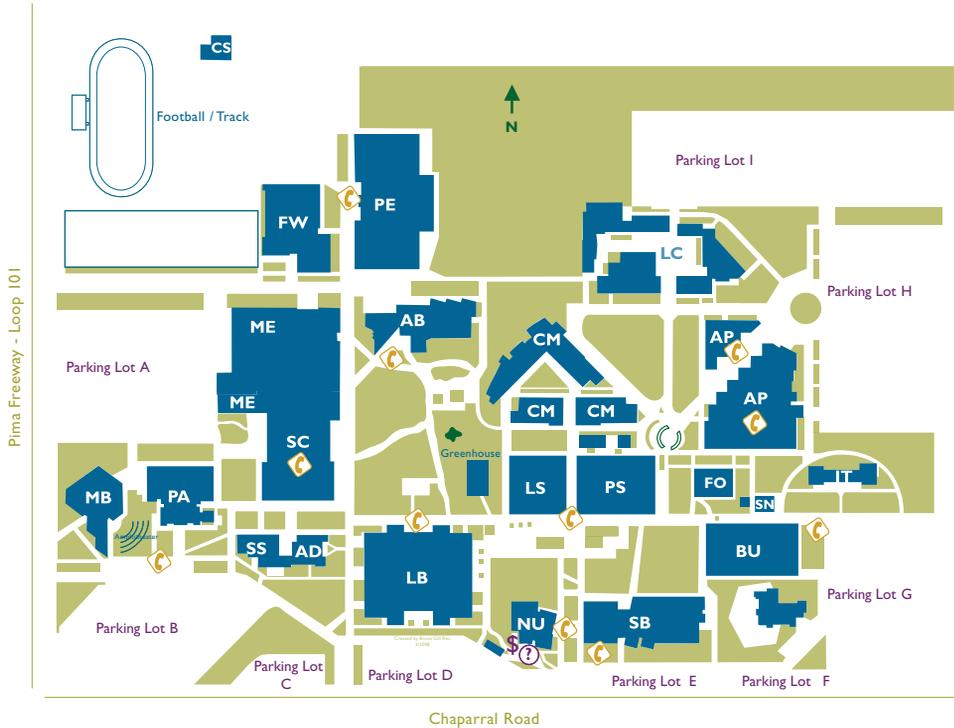 CS
Football / Track
N
Parking Lot I
PE
FW
LC
Pima Freeway - Loop 101
Parking Lot H
ME
AB
CM
AP
Parking Lot A
ME
CM
CM
AP
SC
Greenhouse
MB
PA
LS
PS
FO
IT
SN
Amphitheater
SS
AD
BU
LB
Parking Lot G
NU
SB
Parking Lot B
$
?
Parking Lot
C
Parking Lot D
Parking Lot E
Parking Lot F
Chaparral Road